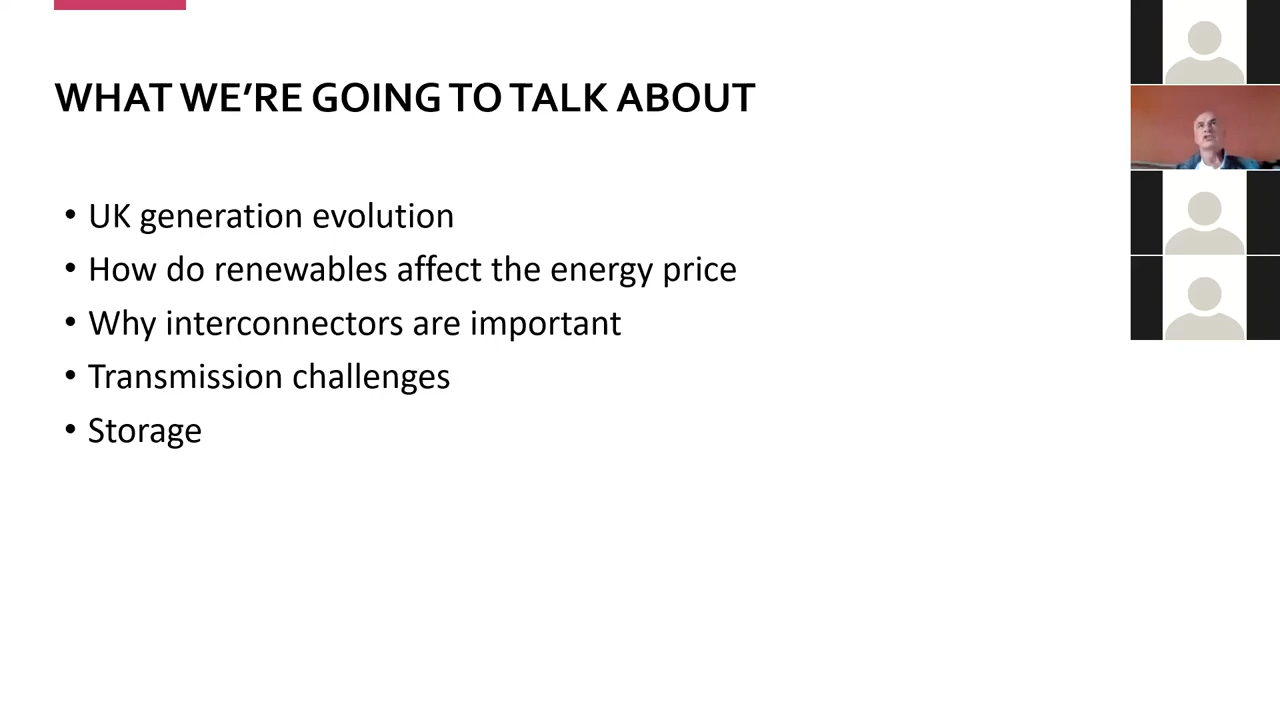 WHAT WE'RE GOING TO TALK ABOUT
• UK generation evolution
• How do renewables affect the energy price
• Why interconnectors are important
• Transmission challenges
• Storage